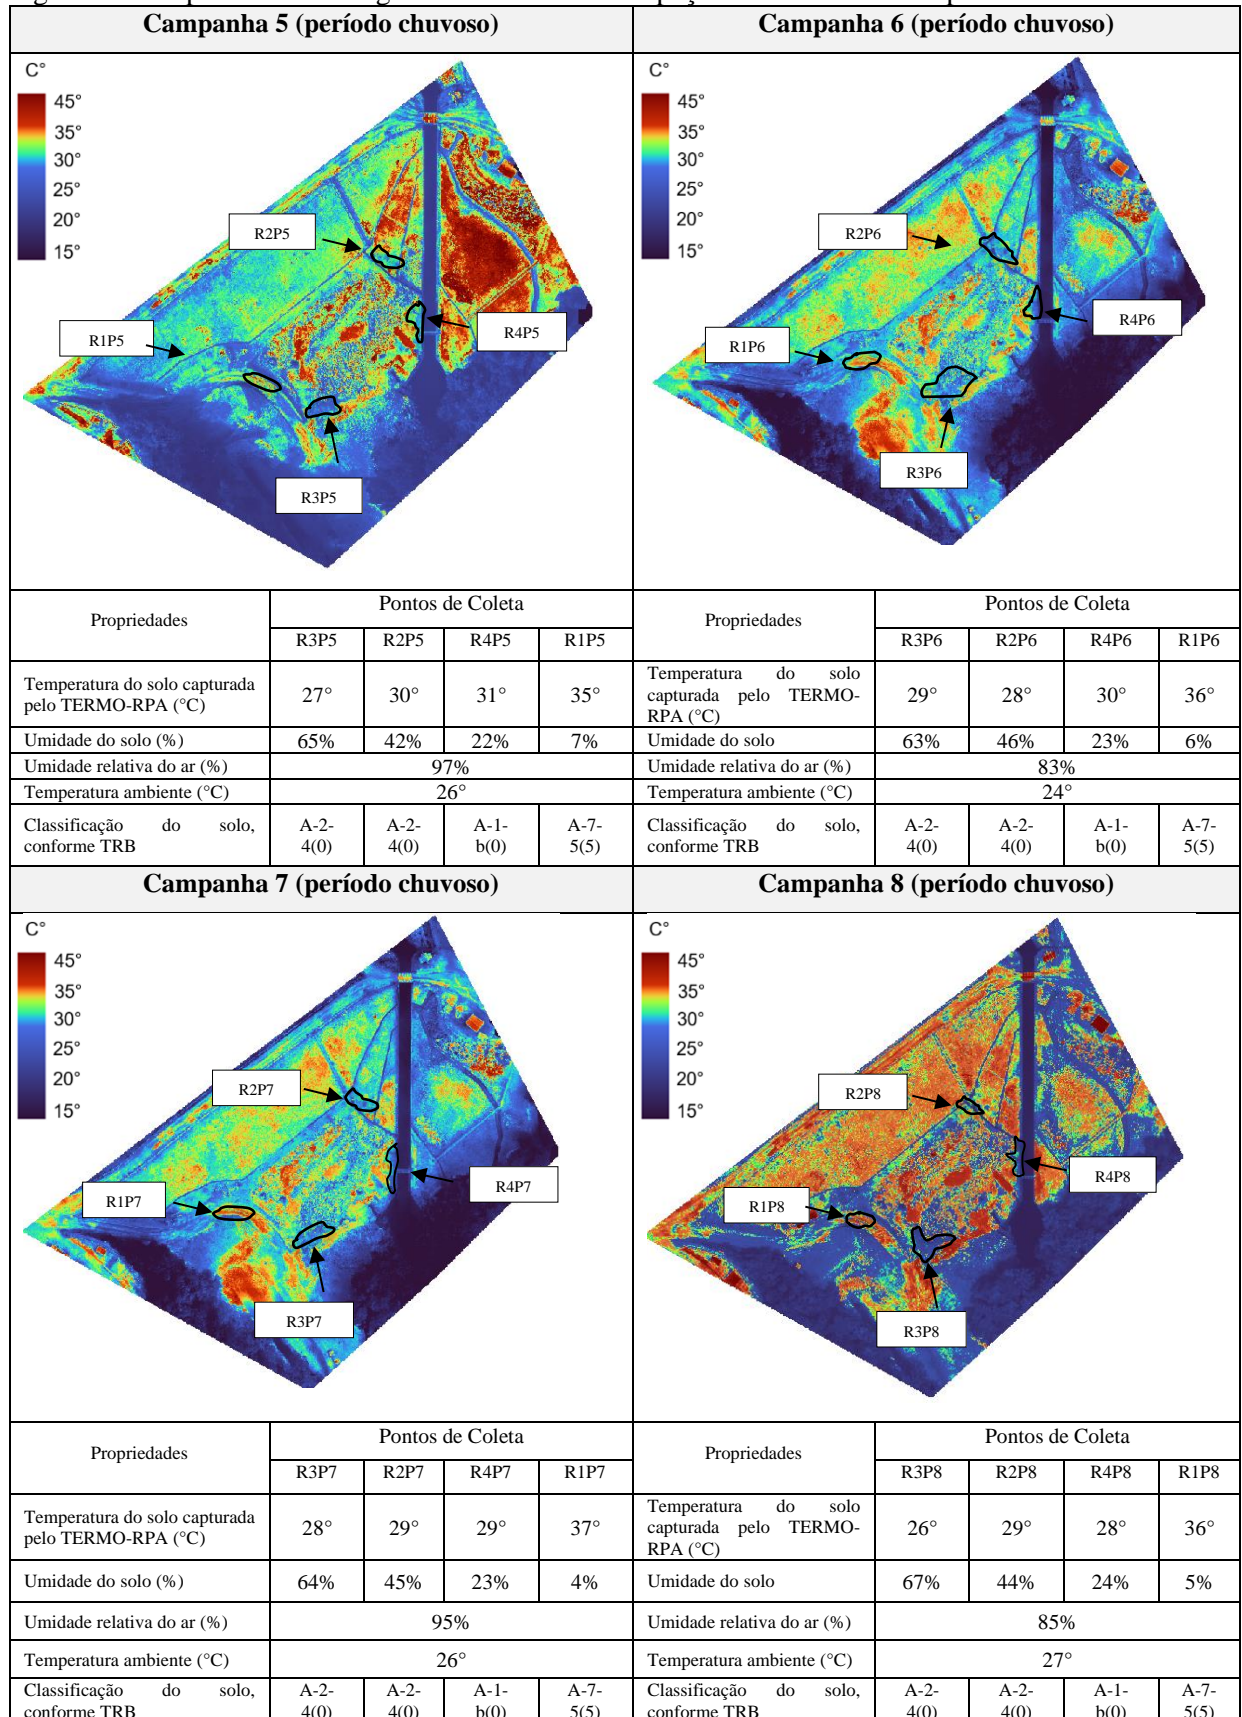 Campanha 5 (período chuvoso)
Campanha 6 (período chuvoso)
C°
45°
35°
30°
25°
20°
15°
R2P5
R1P5
R4P5
R3P5
C°
45°
35°
30°
25°
20°
15°
R2P6
R1P6
R4P6
R3P6
Propriedades
Pontos de Coleta
R3P5 R2P5 R4P5 R1P5
Temperatura do solo capturada
pelo TERMO-RPA (°C)
27° 30° 31° 35°
Umidade do solo (%) 65% 42% 22% 7%
Umidade relativa do ar (%) 97%
Temperatura ambiente (°C) 26°
Classificação do solo,
conforme TRB
A-2-
4(0)
A-2-
4(0)
A-1-
b(0)
A-7-
5(5)
Propriedades
Pontos de Coleta
R3P6 R2P6 R4P6 R1P6
Temperatura do solo
capturada pelo TERMO-
RPA (°C)
29° 28° 30° 36°
Umidade do solo 63% 46% 23% 6%
Umidade relativa do ar (%) 83%
Temperatura ambiente (°C) 24°
Classificação do solo,
conforme TRB
A-2-
4(0)
A-2-
4(0)
A-1-
b(0)
A-7-
5(5)
Campanha 7 (período chuvoso)
Campanha 8 (período chuvoso)
C°
45°
35°
30°
25°
20°
15°
R2P7
R1P7
R4P7
R3P7
C°
45°
35°
30°
25°
20°
15°
R2P8
R1P8
R4P8
R3P8
Propriedades
Pontos de Coleta
R3P7 R2P7 R4P7 R1P7
Temperatura do solo capturada
pelo TERMO-RPA (°C)
28° 29° 29° 37°
Umidade do solo (%) 64% 45% 23% 4%
Umidade relativa do ar (%) 95%
Temperatura ambiente (°C) 26°
Classificação do solo,
conforme TRB
A-2-
4(0)
A-2-
4(0)
A-1-
b(0)
A-7-
5(5)
Propriedades
Pontos de Coleta
R3P8 R2P8 R4P8 R1P8
Temperatura do solo
capturada pelo TERMO-
RPA (°C)
26° 29° 28° 36°
Umidade do solo 67% 44% 24% 5%
Umidade relativa do ar (%) 85%
Temperatura ambiente (°C) 27°
Classificação do solo,
conforme TRB
A-2-
4(0)
A-2-
4(0)
A-1-
b(0)
A-7-
5(5)